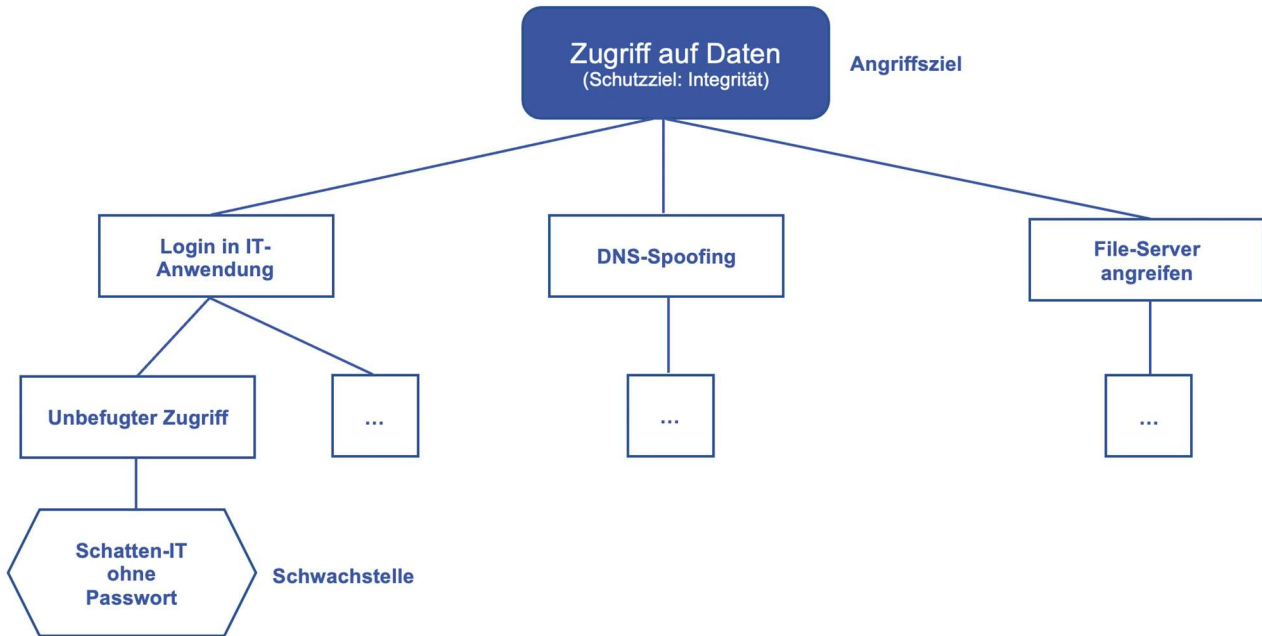 Zugriff auf Daten
(Schutzziel: Integrität)
Angriffsziel
Login in IT-
Anwendung
DNS-Spoofing
File-Server
angreifen
Unbefugter Zugriff
...
...
...
Schatten-IT
ohne
Passwort
Schwachstelle